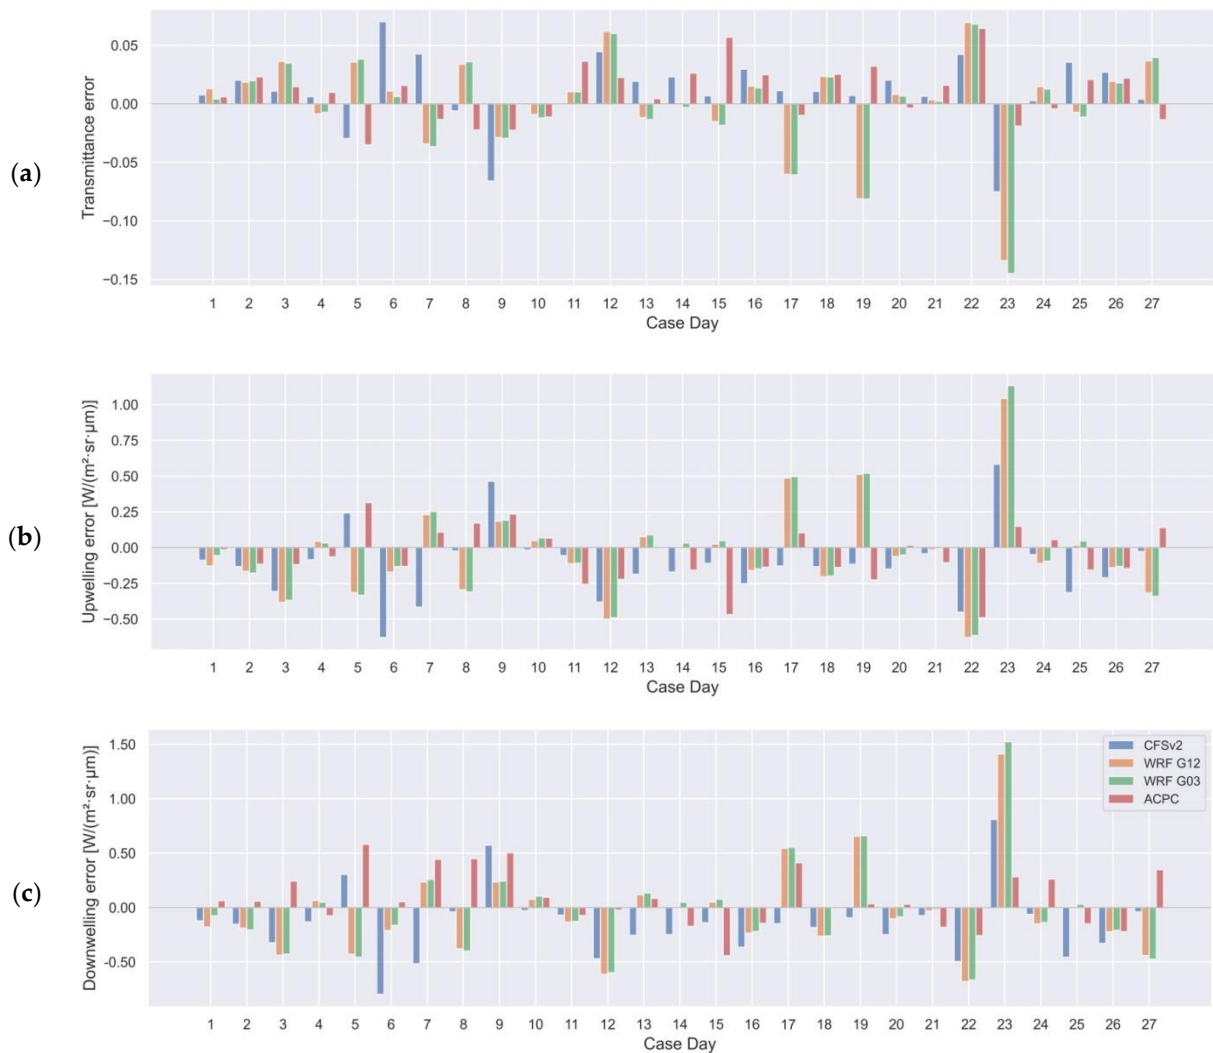 (a)
Transmittance error
0.05
0.00
−0.05
−0.10
−0.15
1 2 3 4 5 6 7 8 9 10 11 12 13 14 15 16 17 18 19 20 21 22 23 24 25 26 27
Case Day
(b)
Upwelling error [W/(m²·sr·μm)]
1.00
0.75
0.50
0.25
0.00
−0.25
−0.50
1 2 3 4 5 6 7 8 9 10 11 12 13 14 15 16 17 18 19 20 21 22 23 24 25 26 27
Case Day
(c)
Downwelling error [W/(m²·sr·μm)]
1.50
1.00
0.50
0.00
-0.50
CFSv2
WRF G12
WRF G03
ACPC
1 2 3 4 5 6 7 8 9 10 11 12 13 14 15 16 17 18 19 20 21 22 23 24 25 26 27
Case Day